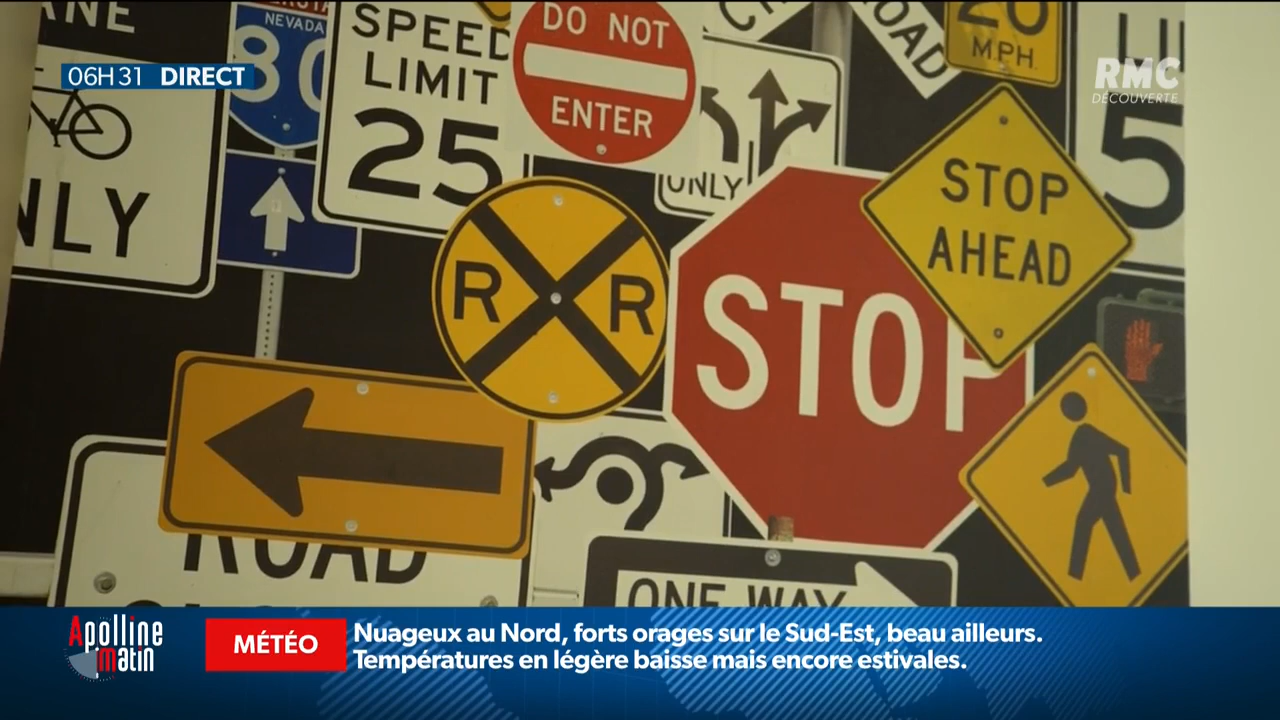 06H31 DIRECT
RMC
DÉCOUVERTE
NEVADA
80
SPEED
LIMIT
25
DO NOT
ENTER
ONLY
ROAD
20
MPH
5
STOP
AHEAD
R R
STOP
ROAD
ONE WAY
Apolline
Matin
MÉTÉO
Nuageux au Nord, forts orages sur le Sud-Est, beau ailleurs.
Températures en légère baisse mais encore estivales.